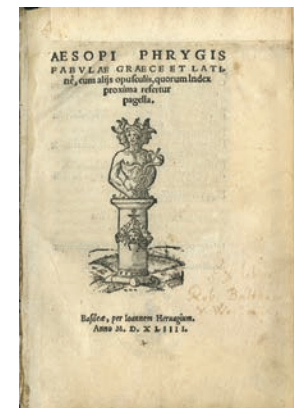 AESOPI PHRYGIS
FABVLAE GRAECE ET LATI-
nè, cum alijs opusculis, quorum Index
proxima refertur
pagella.
Basileæ, per Ioannem Heruagium.
Anno M. D. XLIIII.